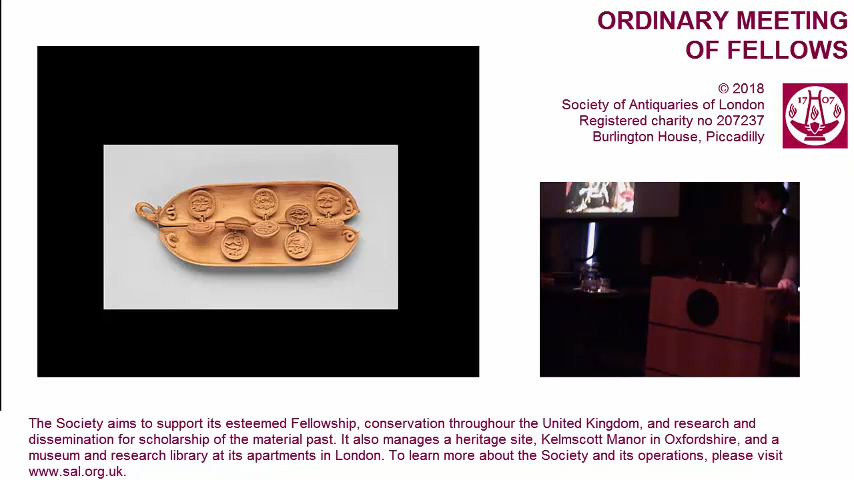 ORDINARY MEETING
OF FELLOWS
© 2018
Society of Antiquaries of London
Registered charity no 207237
Burlington House, Piccadilly
17 07
The Society aims to support its esteemed Fellowship, conservation throughour the United Kingdom, and research and
dissemination for scholarship of the material past. It also manages a heritage site, Kelmscott Manor in Oxfordshire, and a
museum and research library at its apartments in London. To learn more about the Society and its operations, please visit
www.sal.org.uk.